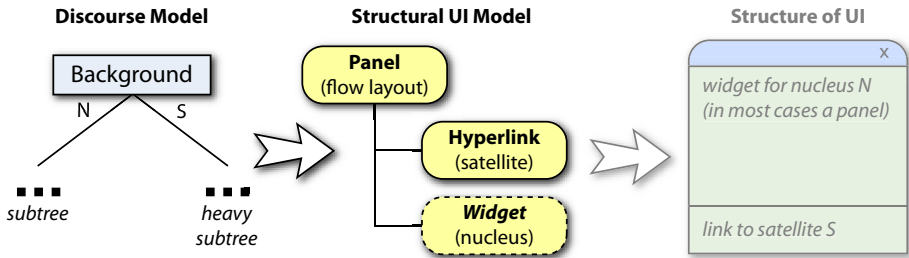 Discourse Model
Background
N
S
subtree
heavy
subtree
Structural UI Model
Panel
(flow layout)
Hyperlink
(satellite)
Widget
(nucleus)
Structure of UI
x
widget for nucleus N
(in most cases a panel)
link to satellite S